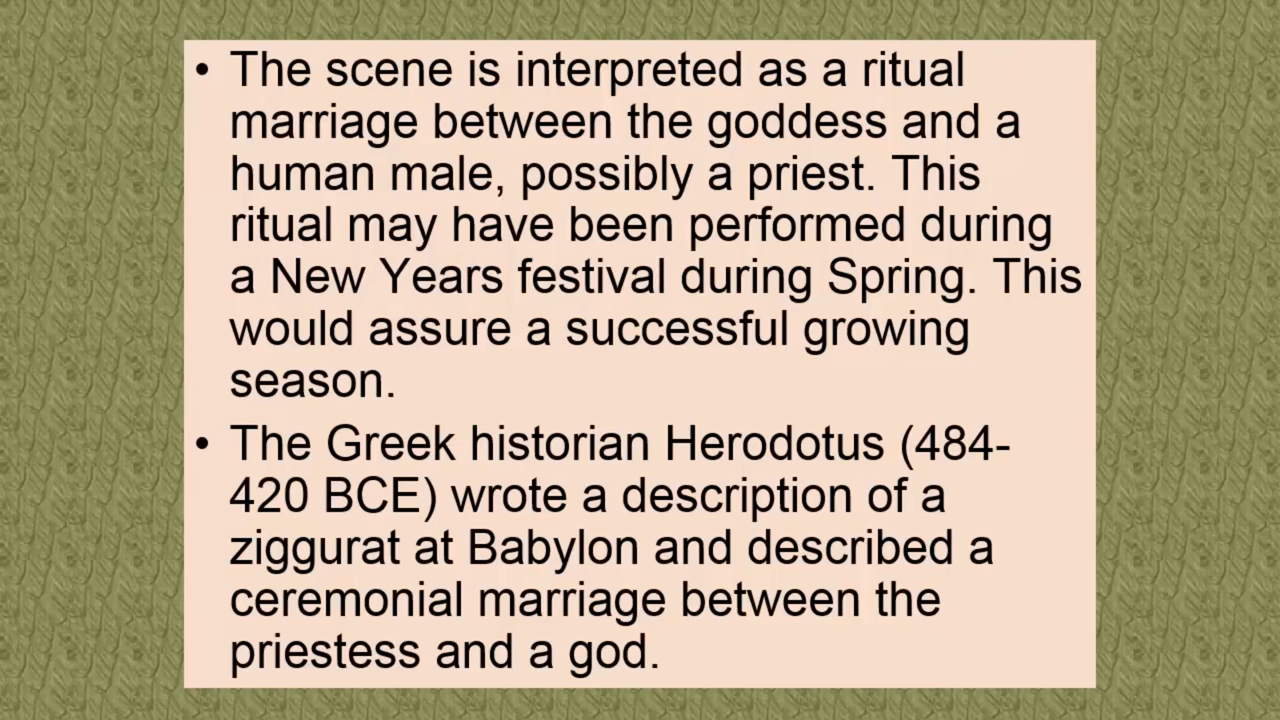 • The scene is interpreted as a ritual
marriage between the goddess and a
human male, possibly a priest. This
ritual may have been performed during
a New Years festival during Spring. This
would assure a successful growing
season.
• The Greek historian Herodotus (484-
420 BCE) wrote a description of a
ziggurat at Babylon and described a
ceremonial marriage between the
priestess and a god.